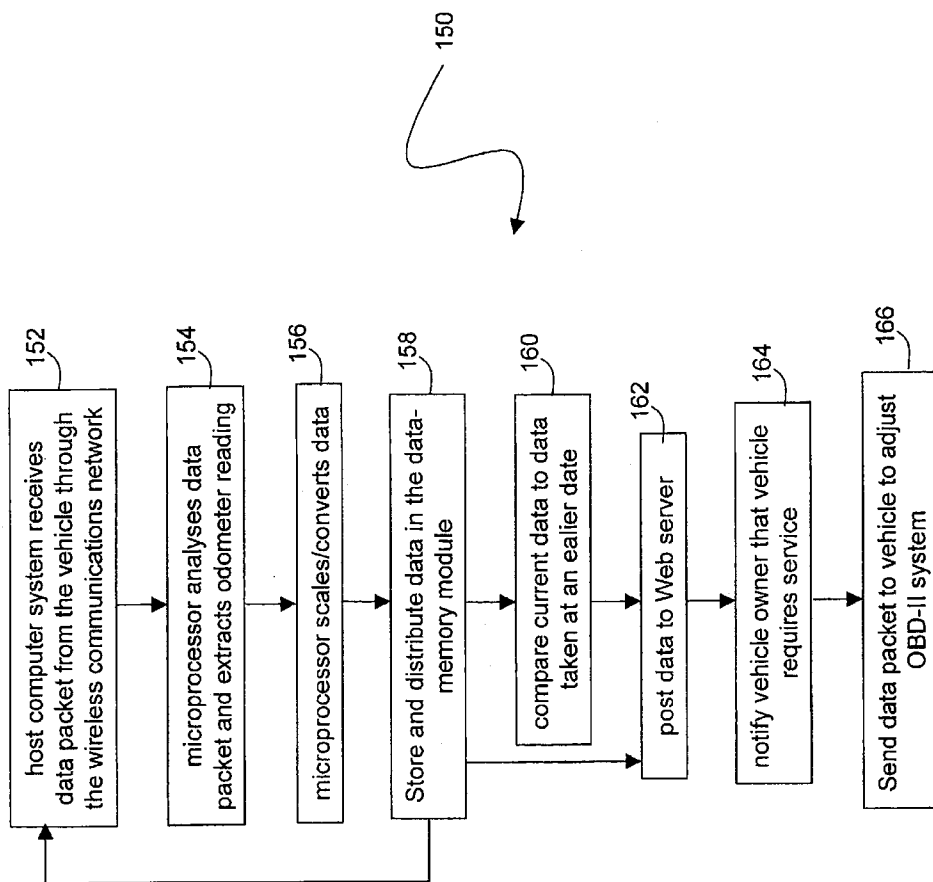 150
152
host computer system receives
data packet from the vehicle through
the wireless communications network
154
microprocessor analyses data
packet and extracts odometer reading
156
microprocessor scales/converts data
158
Store and distribute data in the data-
memory module
160
compare current data to data
taken at an ealier date
162
post data to Web server
164
notify vehicle owner that vehicle
requires service
166
Send data packet to vehicle to adjust
OBD-II system